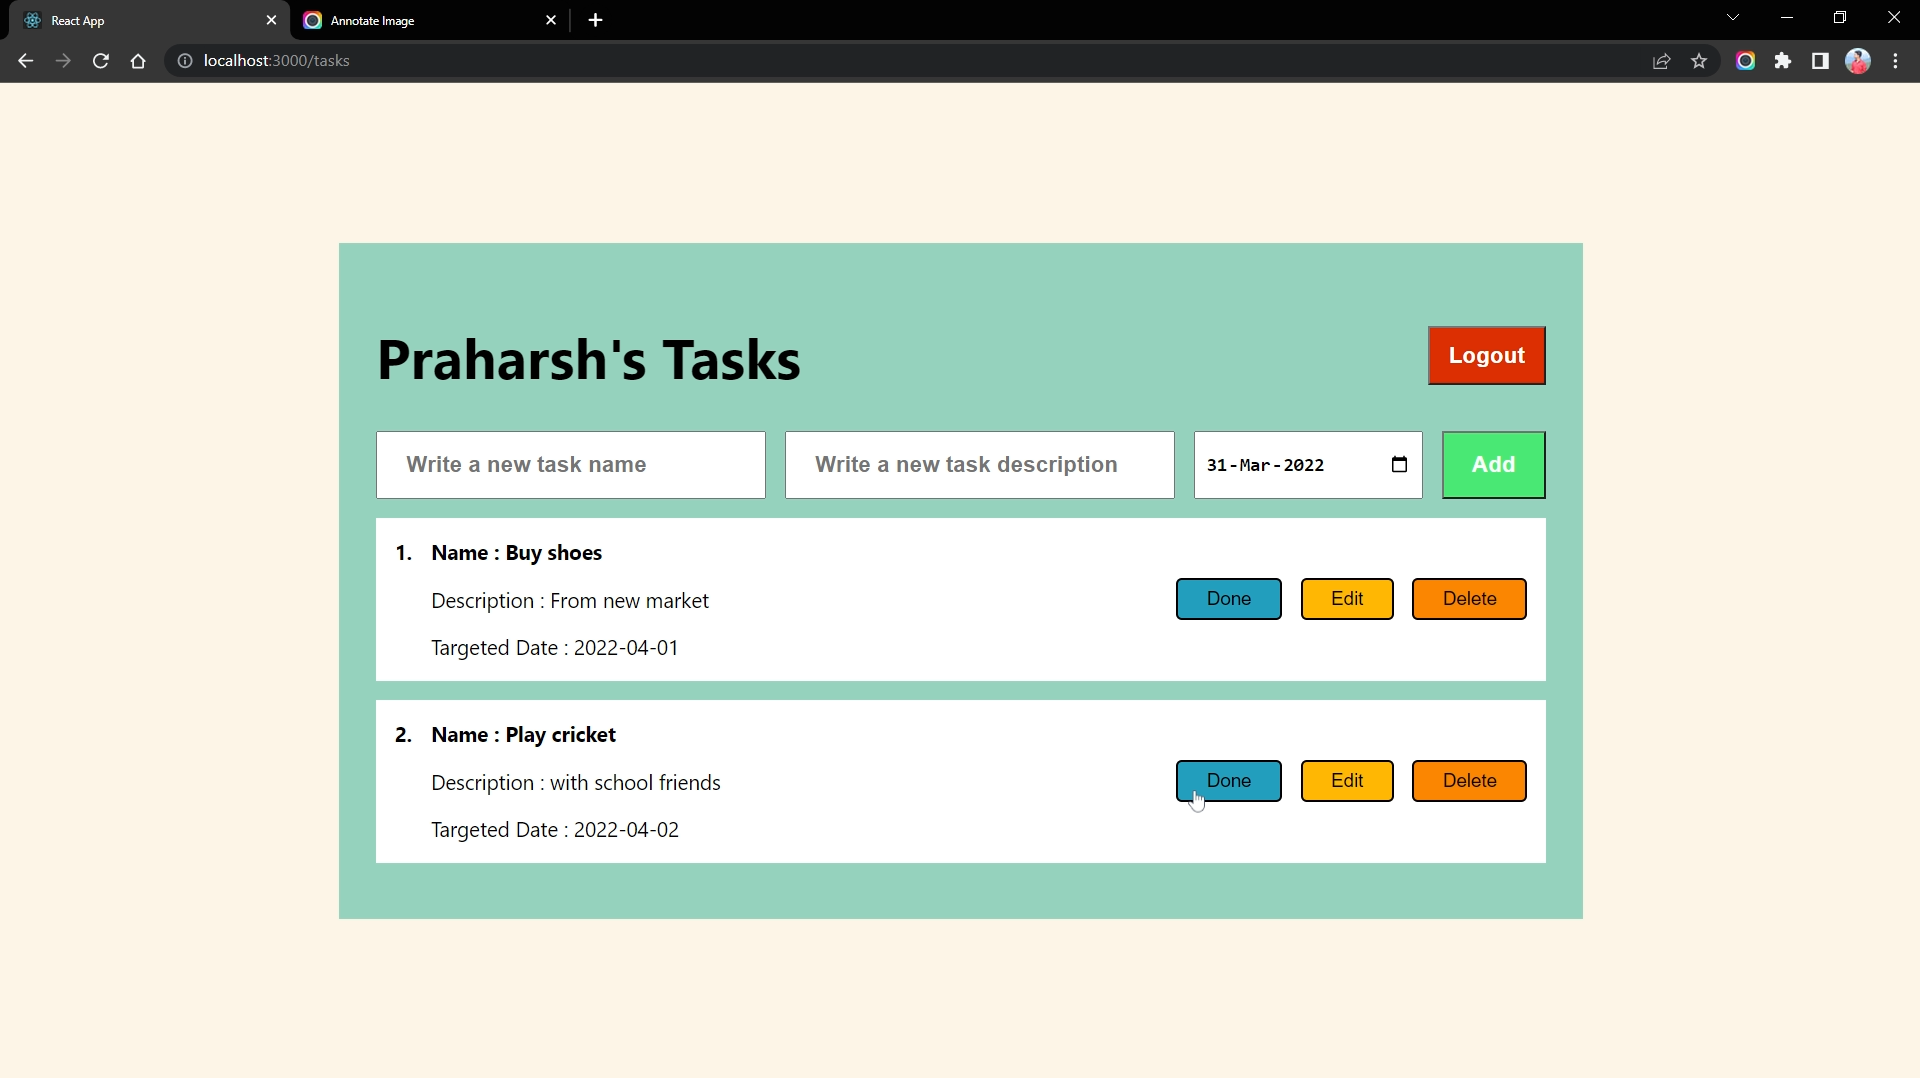 React App
Annotate Image
localhost:3000/tasks
Praharsh's Tasks
Logout
Write a new task name
Write a new task description
31-Mar-2022
Add
1. Name : Buy shoes
Description : From new market
Targeted Date : 2022-04-01
Done
Edit
Delete
2. Name : Play cricket
Description : with school friends
Targeted Date : 2022-04-02
Done
Edit
Delete